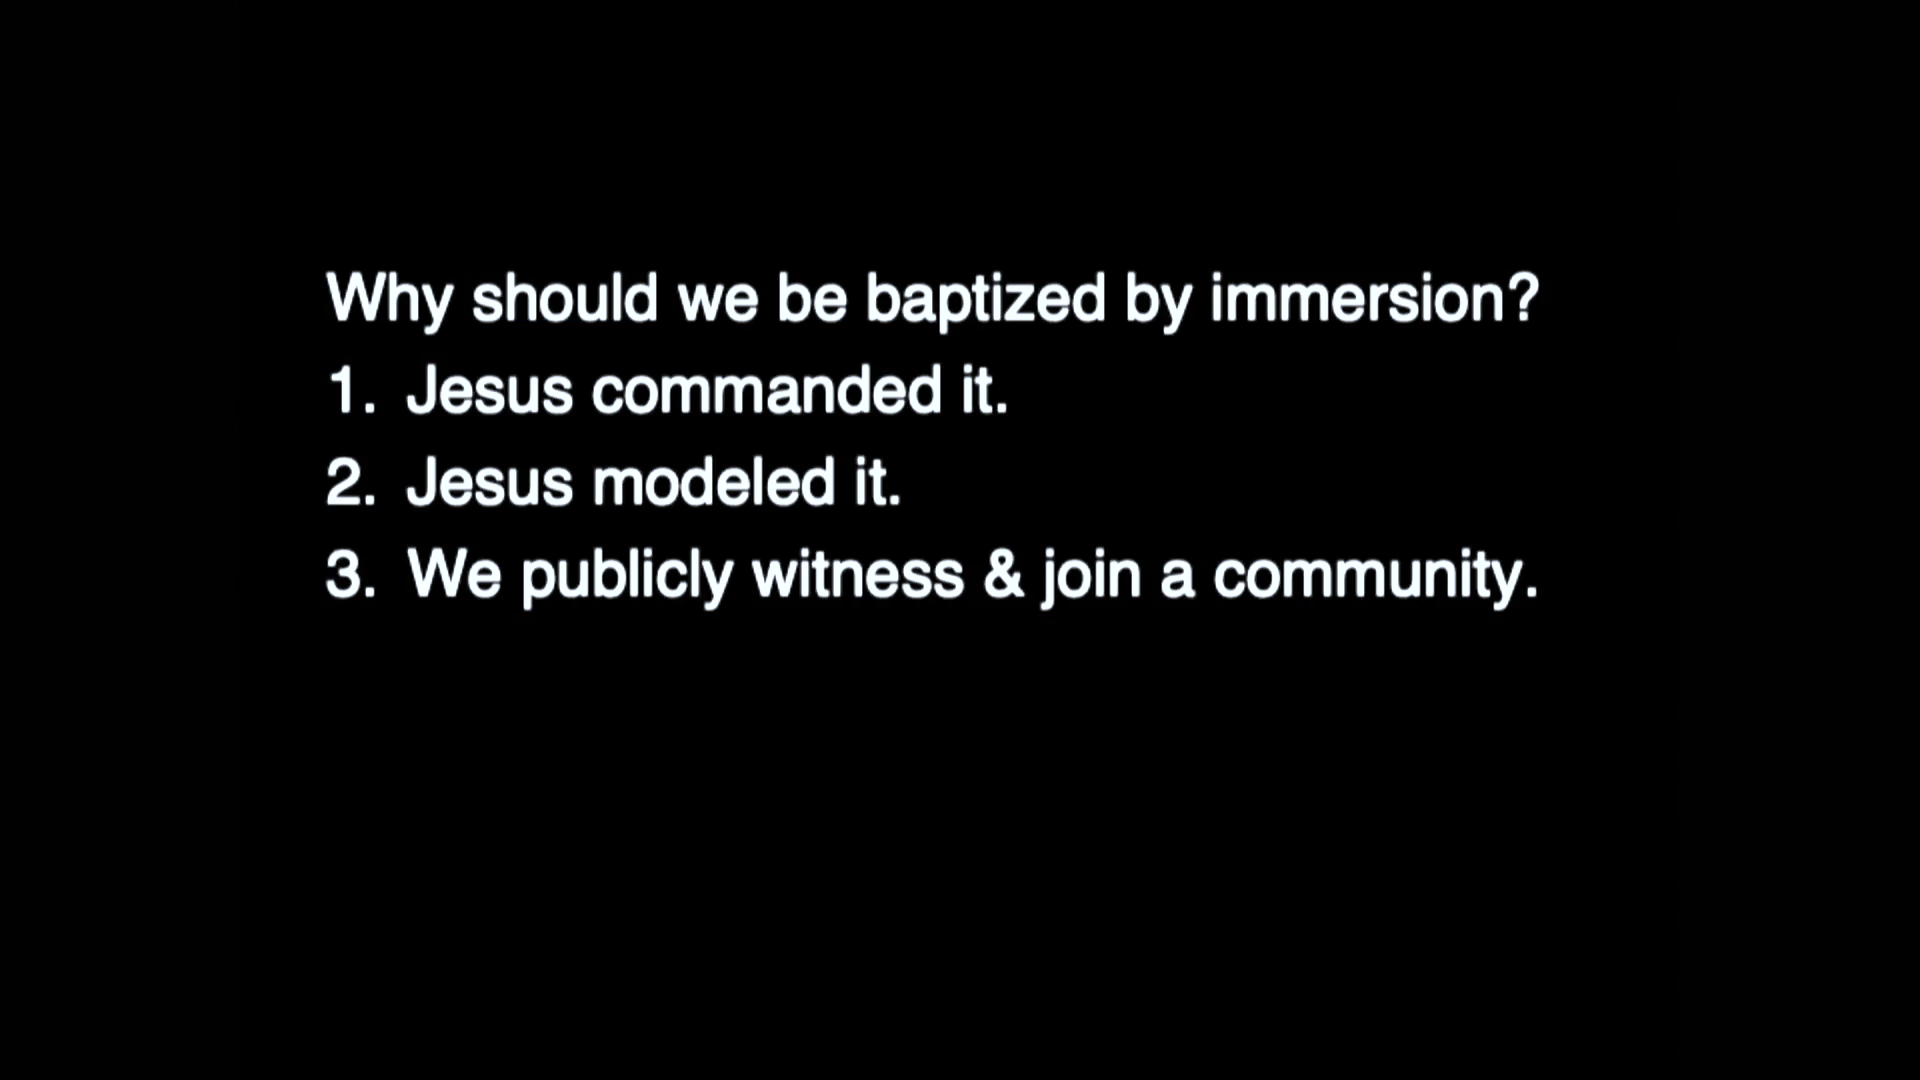 Why should we be baptized by immersion?
1. Jesus commanded it.
2. Jesus modeled it.
3. We publicly witness & join a community.